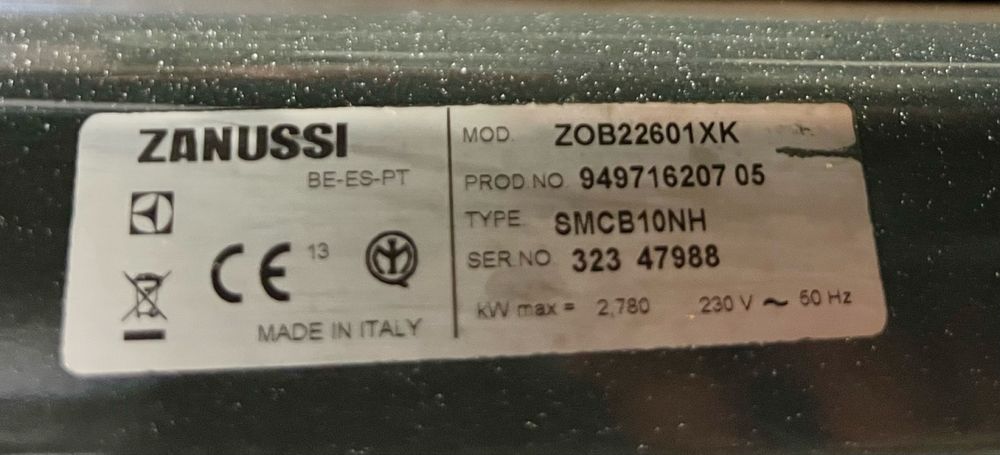 ZANUSSI
BE-ES-PT
CE 13
MADE IN ITALY
MOD. ZOB22601XK
PROD.NO. 949716207 05
TYPE SMCB10NH
SER.NO 323 47988
kW max = 2,780 230 V ~ 50 Hz